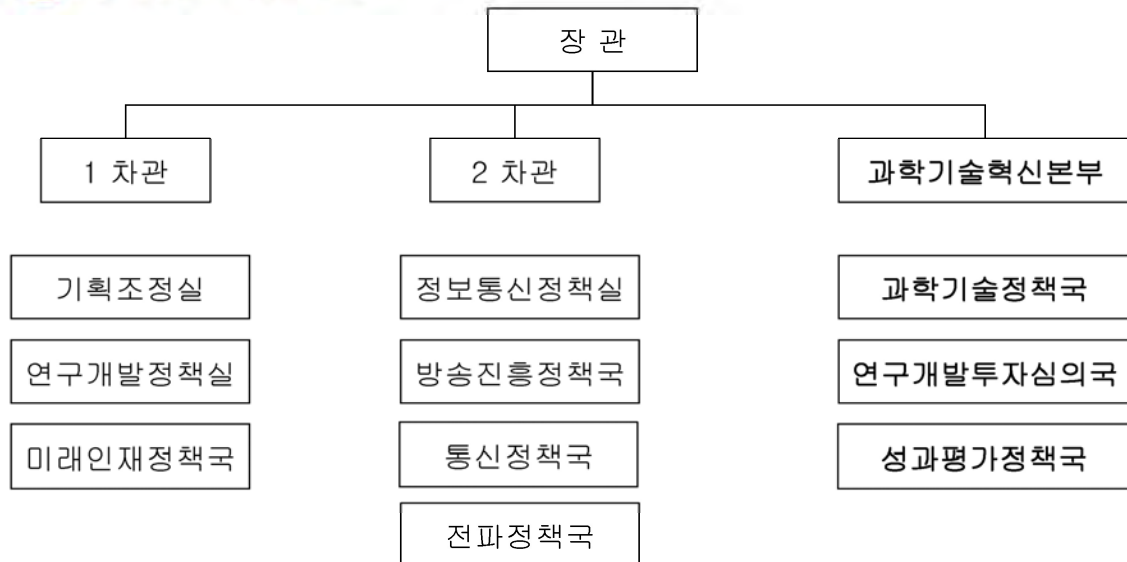 장 관
1 차관
2 차관
과학기술혁신본부
기획조정실
정보통신정책실
과학기술정책국
연구개발정책실
방송진흥정책국
연구개발투자심의국
미래인재정책국
통신정책국
성과평가정책국
전파정책국